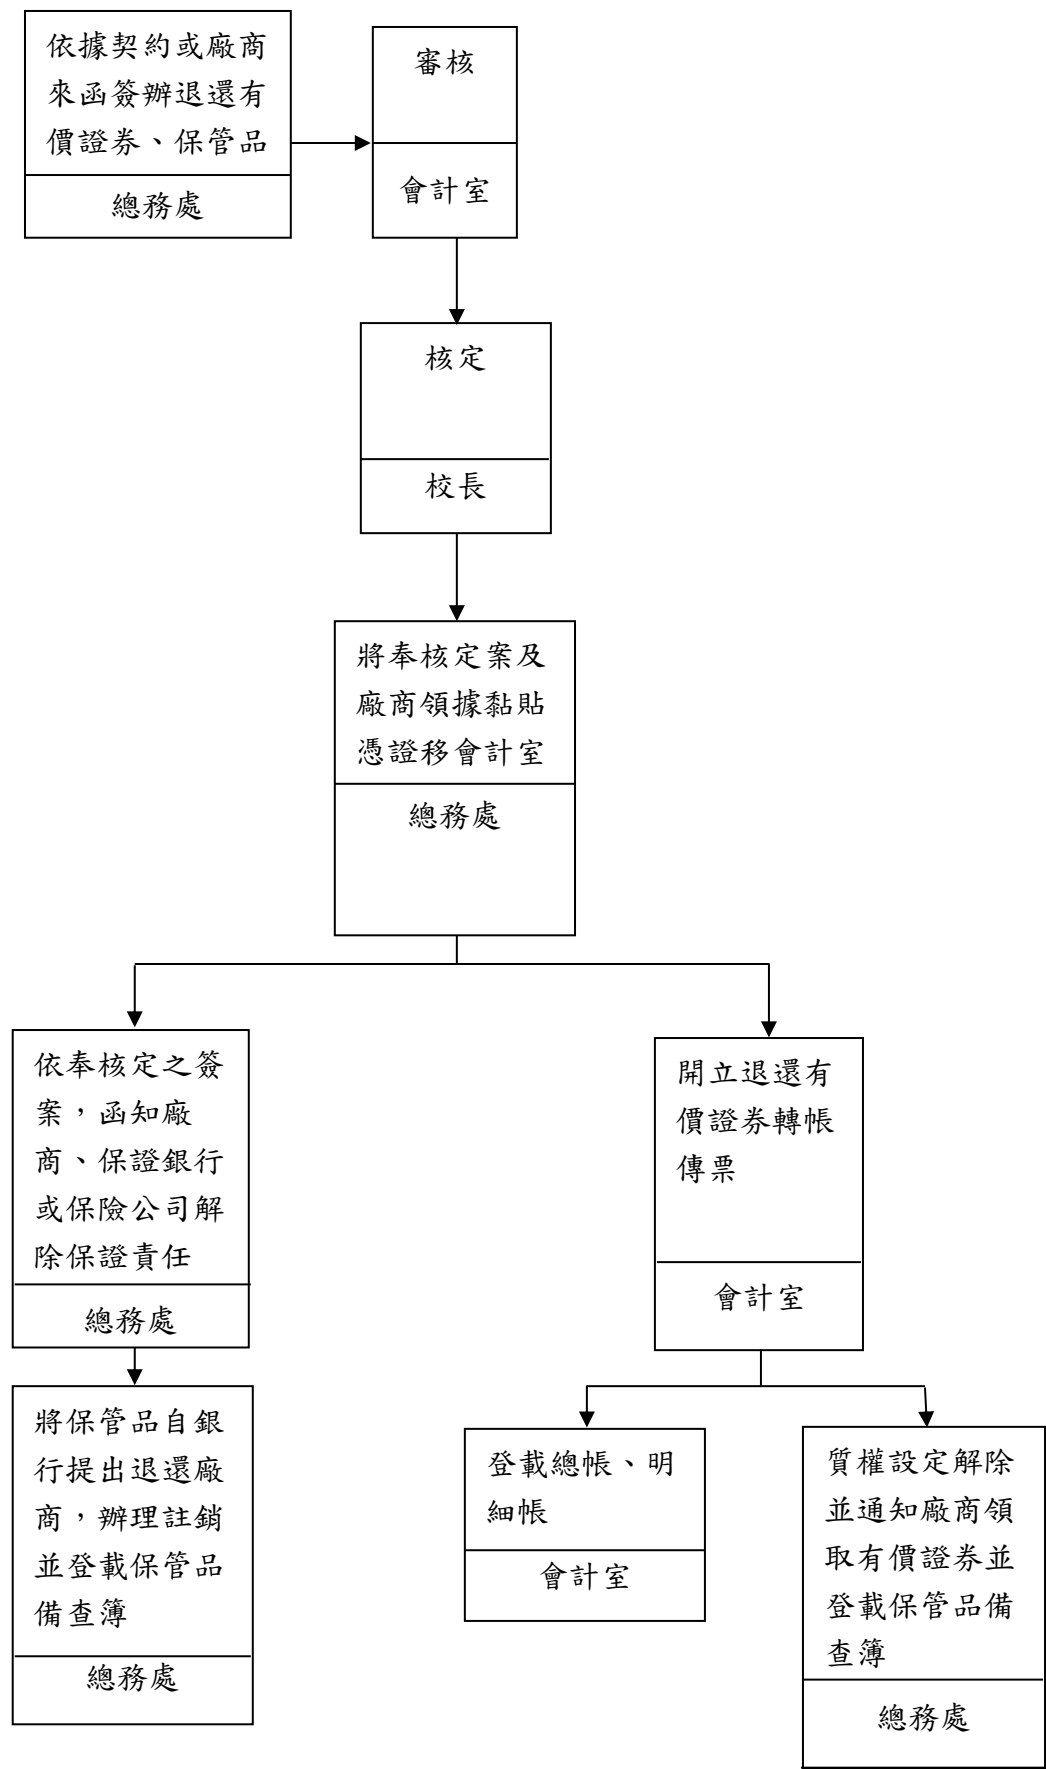 依據契約或廠商
來函簽辦退還有
價證券、保管品
總務處
審核
會計室
核定
校長
將奉核定案及
廠商領據黏貼
憑證移會計室
總務處
依奉核定之簽
案，函知廠
商、保證銀行
或保險公司解
除保證責任
總務處
將保管品自銀
行提出退還廠
商，辦理註銷
並登載保管品
備查簿
總務處
開立退還有
價證券轉帳
傳票
會計室
登載總帳、明
細帳
會計室
質權設定解除
並通知廠商領
取有價證券並
登載保管品備
查簿
總務處